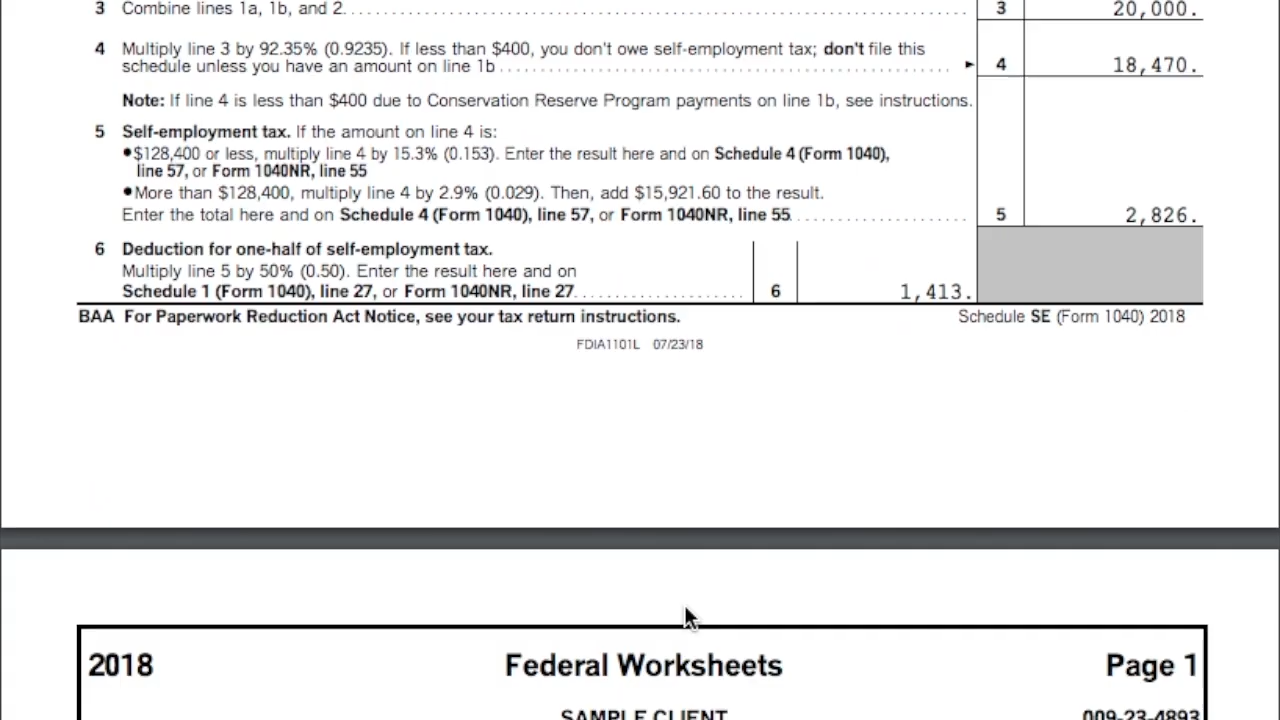 3 Combine lines 1a, 1b, and 2. 3 20,000.
4 Multiply line 3 by 92.35% (0.9235). If less than $400, you don't owe self-employment tax; don't file this
schedule unless you have an amount on line 1b ► 4 18,470.
Note: If line 4 is less than $400 due to Conservation Reserve Program payments on line 1b, see instructions.
5 Self-employment tax. If the amount on line 4 is:
•$128,400 or less, multiply line 4 by 15.3% (0.153). Enter the result here and on Schedule 4 (Form 1040),
line 57, or Form 1040NR, line 55
•More than $128,400, multiply line 4 by 2.9% (0.029). Then, add $15,921.60 to the result.
Enter the total here and on Schedule 4 (Form 1040), line 57, or Form 1040NR, line 55. 5 2,826.
6 Deduction for one-half of self-employment tax.
Multiply line 5 by 50% (0.50). Enter the result here and on
Schedule 1 (Form 1040), line 27, or Form 1040NR, line 27. 6 1,413.
BAA For Paperwork Reduction Act Notice, see your tax return instructions. Schedule SE (Form 1040) 2018
FDIA1101L 07/23/18
2018 Federal Worksheets Page 1
SAMPLE CLIENT 009-23-4893